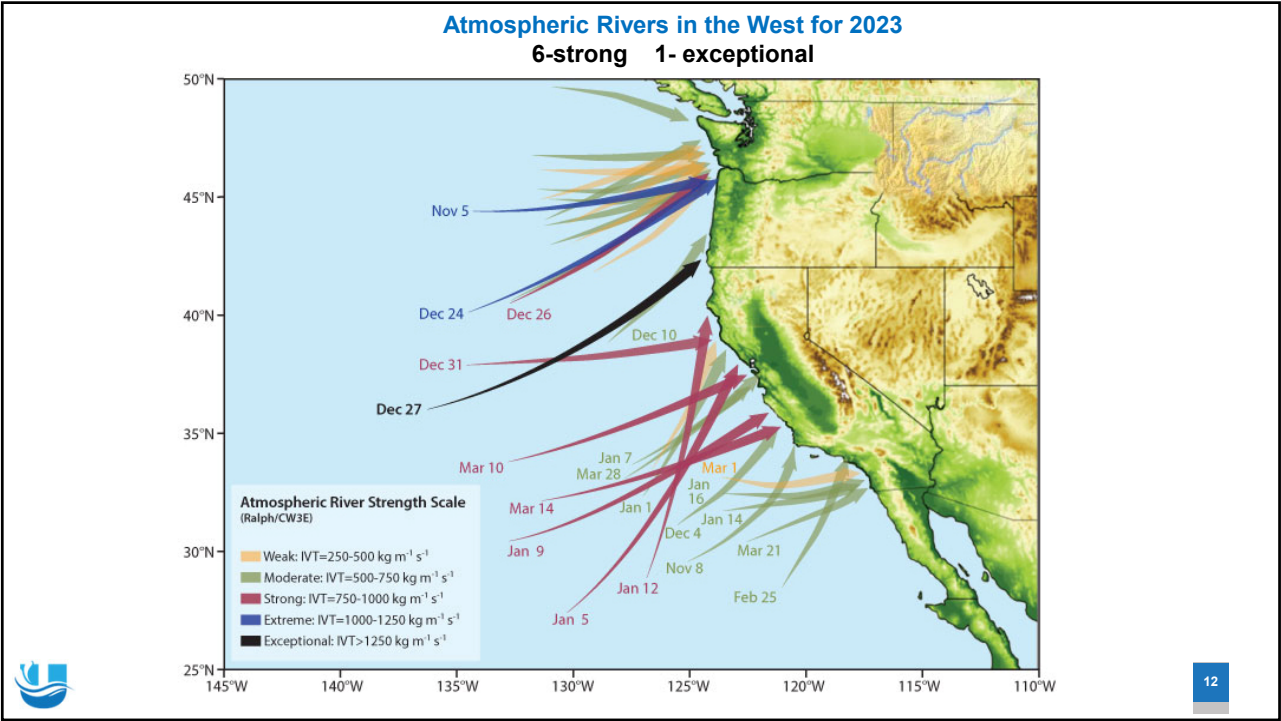 Atmospheric Rivers in the West for 2023
6-strong 1- exceptional
50°N
45°N
Nov 5
Dec 24
Dec 26
40°N
Dec 10
Dec 31
Dec 27
35°N
Mar 10
Jan 7
Mar 28
Mar 1
Jan
16
Mar 14
Jan 1
Jan 14
Dec 4
Jan 9
Mar 21
30°N
Nov 8
Jan 12
Feb 25
Jan 5
Atmospheric River Strength Scale
(Ralph/CW3E)
Weak: IVT=250-500 kg m⁻¹ s⁻¹
Moderate: IVT=500-750 kg m⁻¹ s⁻¹
Strong: IVT=750-1000 kg m⁻¹ s⁻¹
Extreme: IVT=1000-1250 kg m⁻¹ s⁻¹
Exceptional: IVT>1250 kg m⁻¹ s⁻¹
25°N
145°W 140°W 135°W 130°W 125°W 120°W 115°W 110°W
12